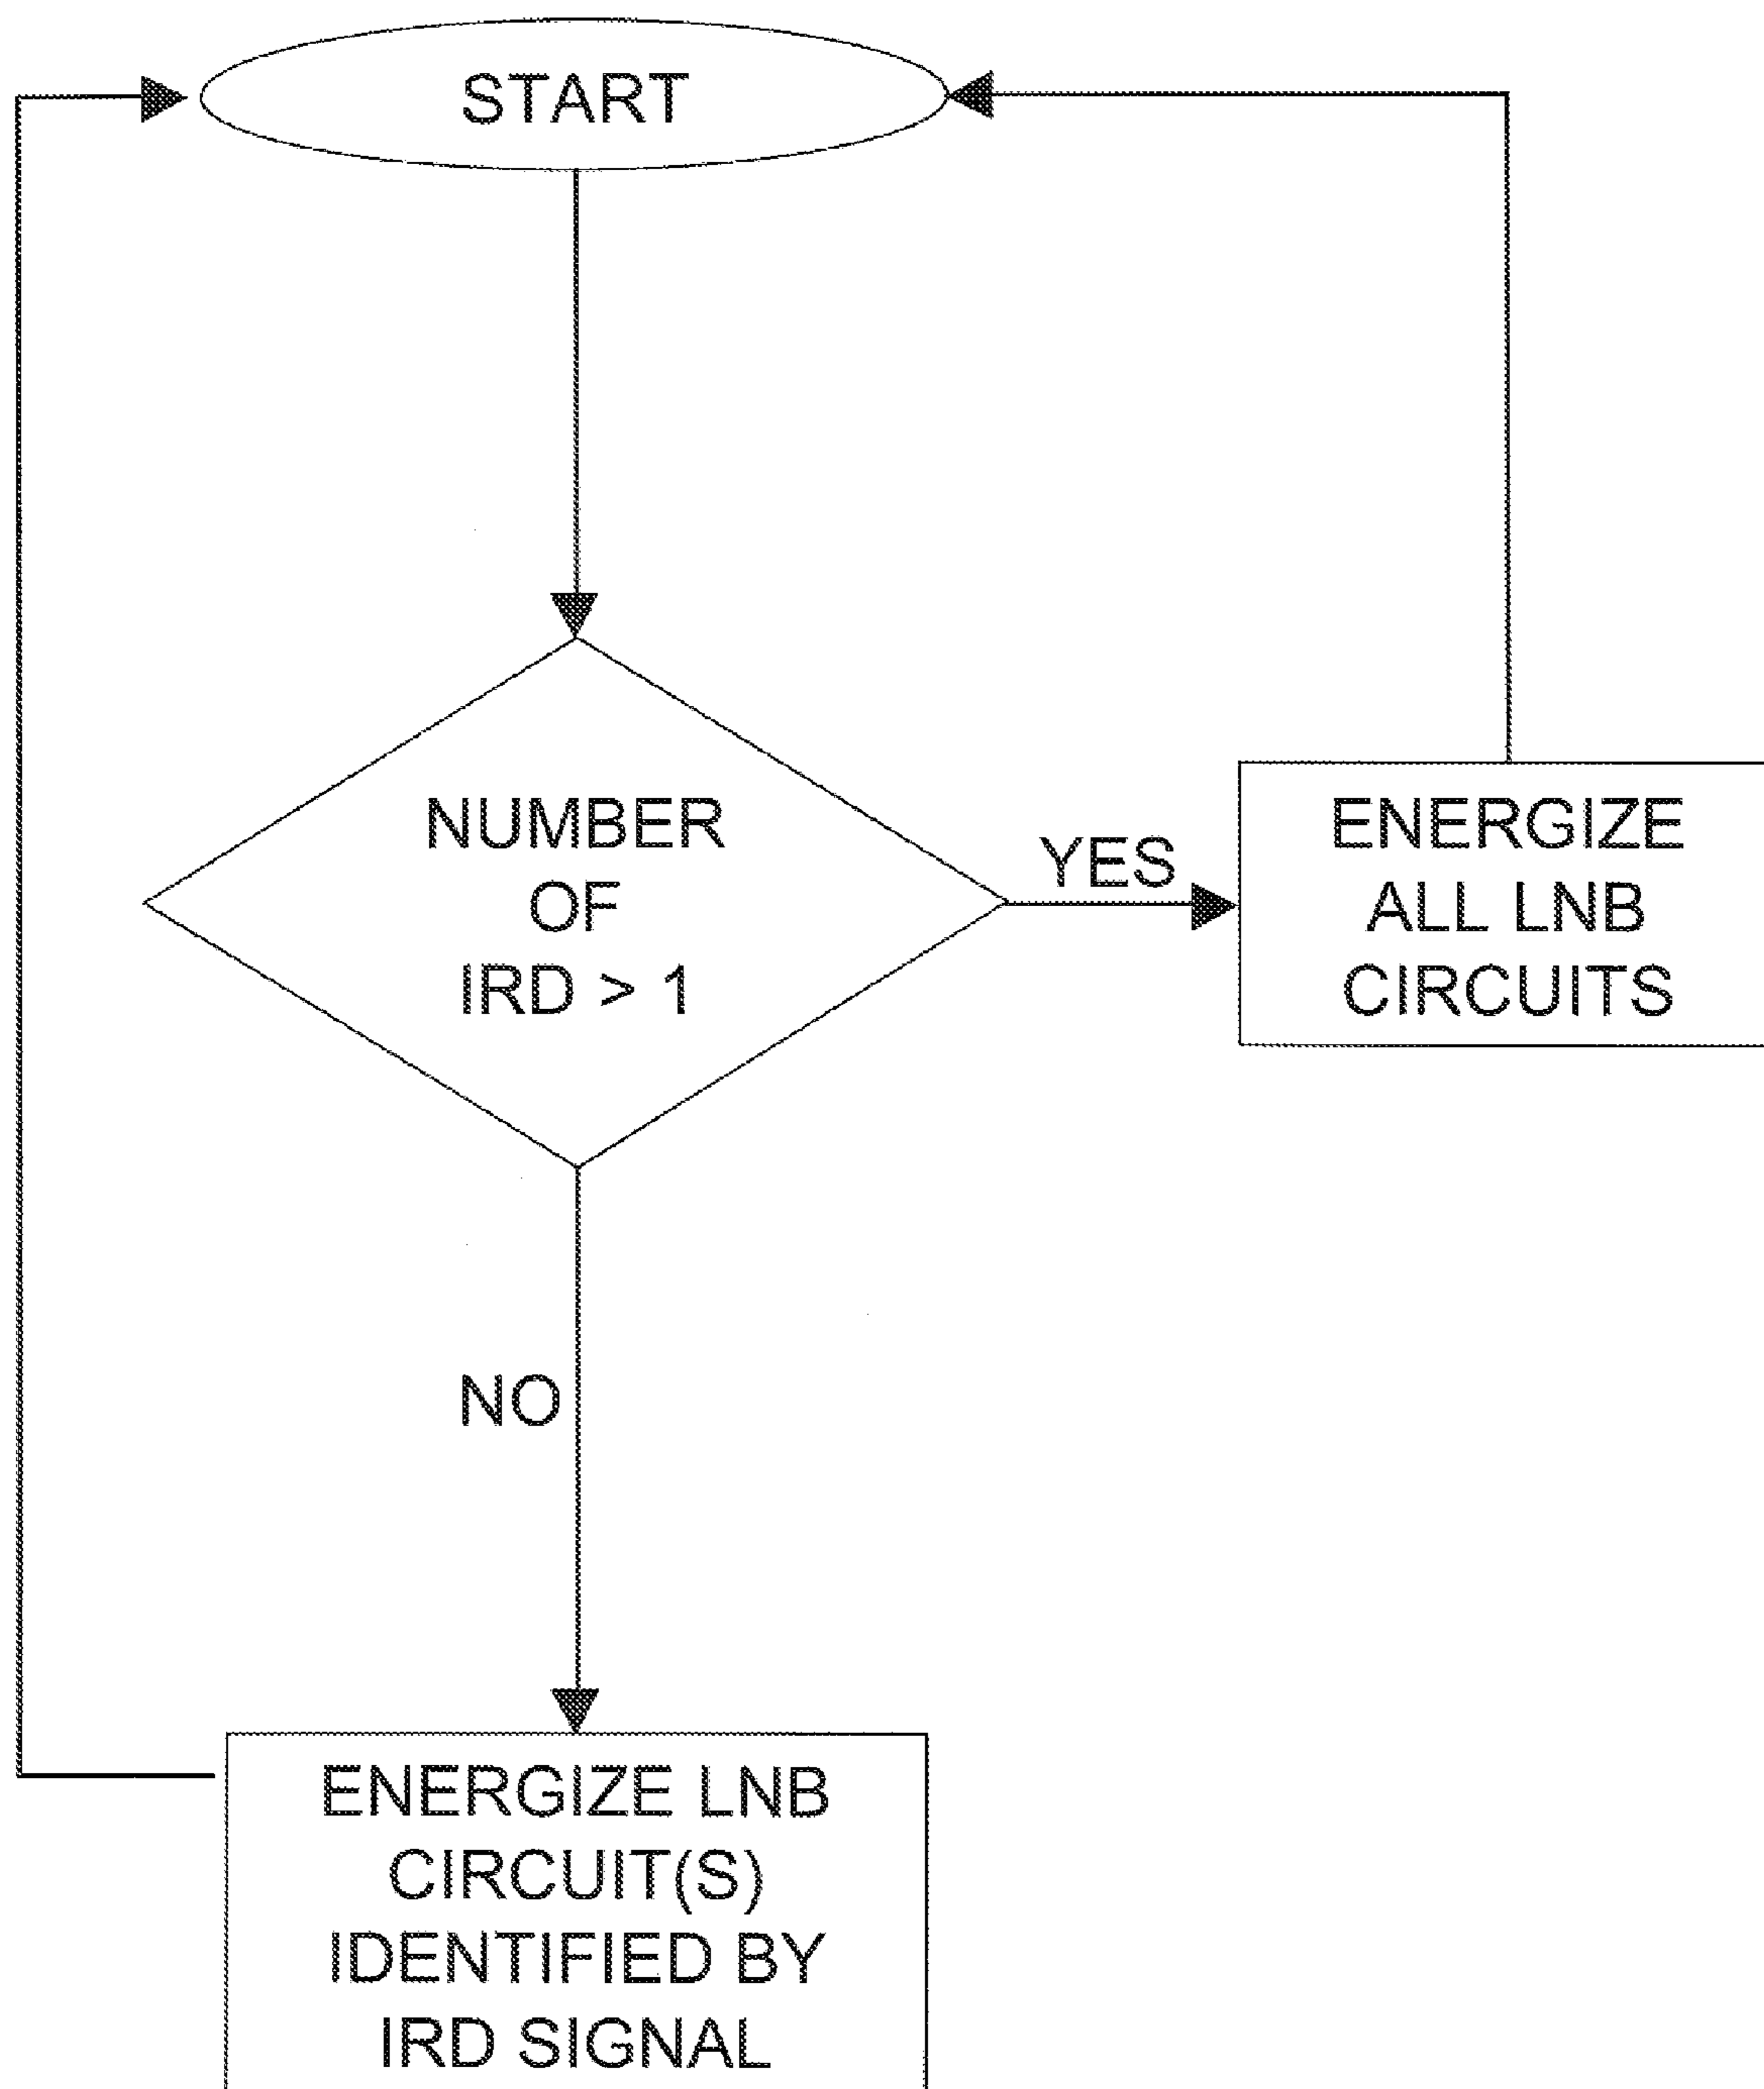 START
NUMBER
OF
IRD > 1
YES
ENERGIZE
ALL LNB
CIRCUITS
NO
ENERGIZE LNB
CIRCUIT(S)
IDENTIFIED BY
IRD SIGNAL